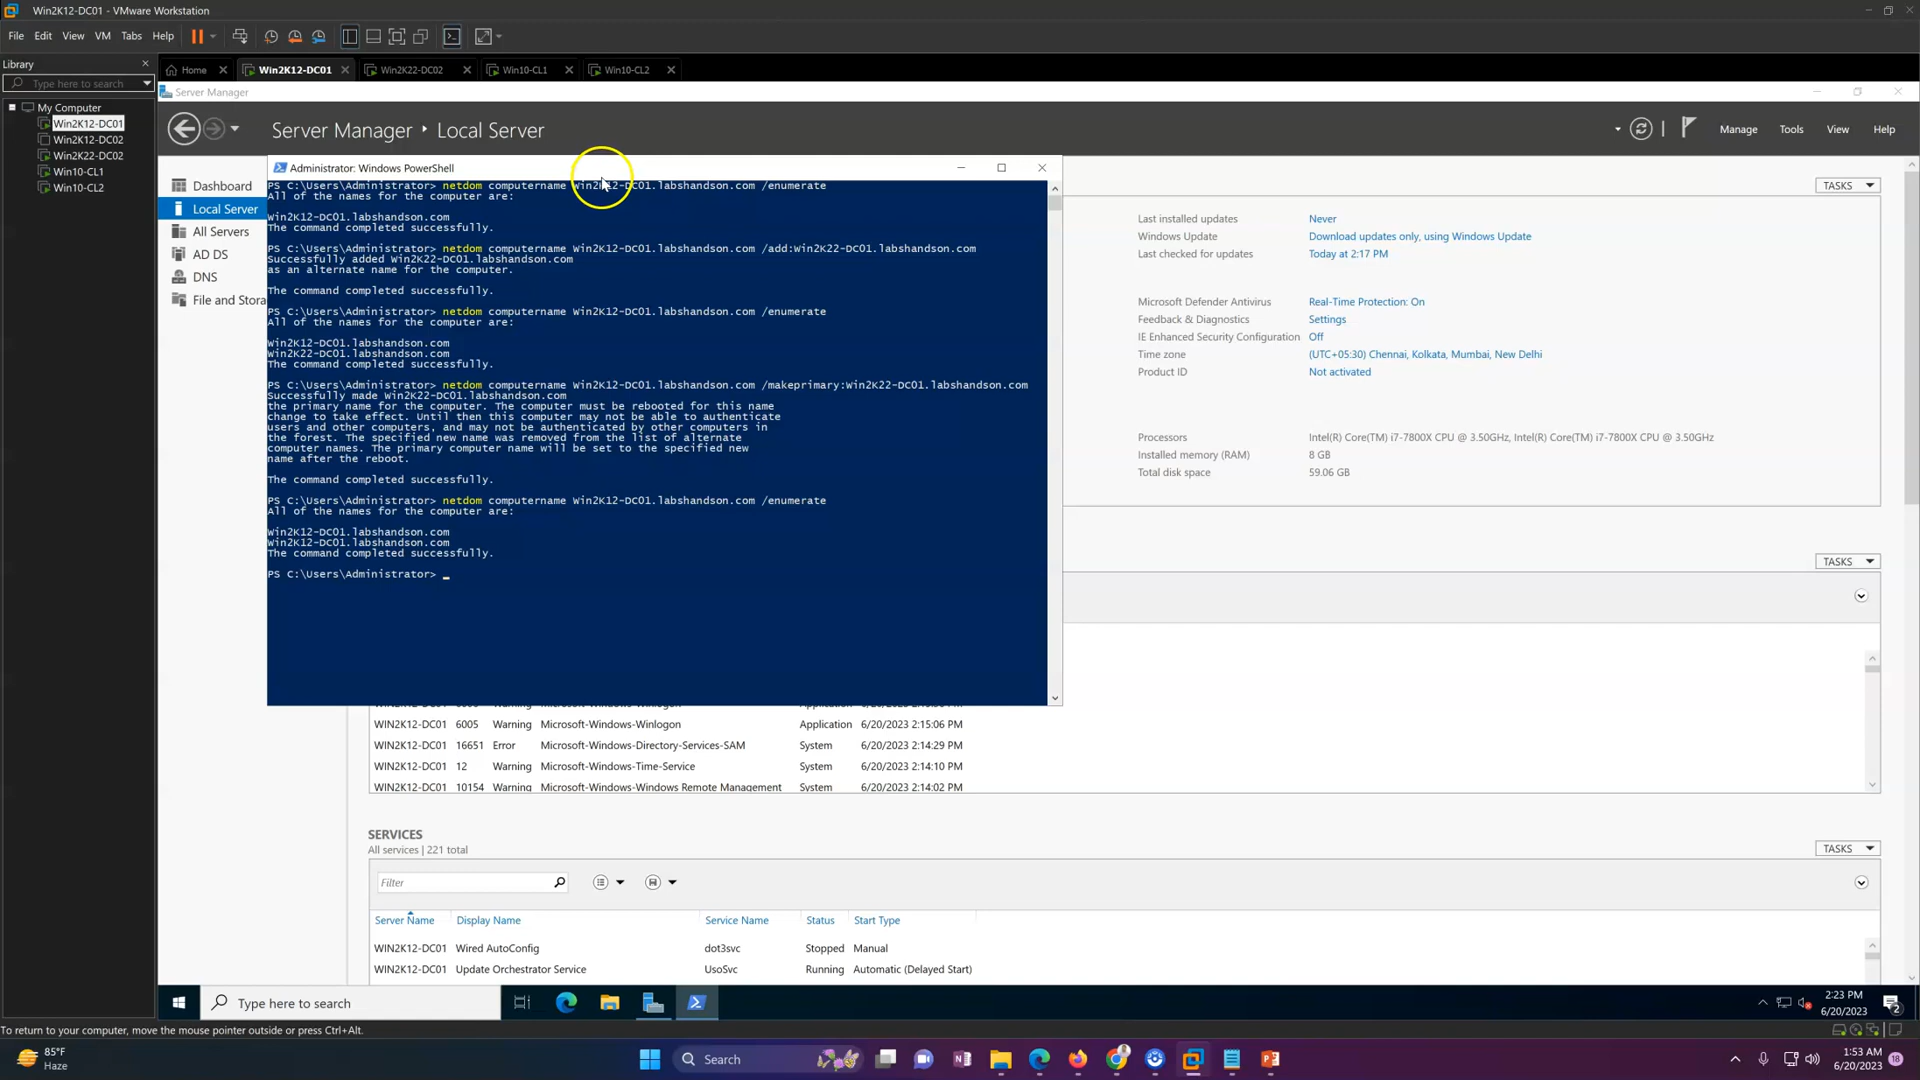 Win2K12-DC01 - VMware Workstation
File Edit View VM Tabs Help
Library
Type here to search
My Computer
Win2K12-DC01
Win2K12-DC02
Win2K22-DC02
Win10-CL1
Win10-CL2
Home
Win2K12-DC01
Win2K22-DC02
Win10-CL1
Win10-CL2
Server Manager
Server Manager Local Server
Manage Tools View Help
Dashboard
Local Server
All Servers
AD DS
DNS
File and Stora
Administrator: Windows PowerShell
PS C:\Users\Administrator> netdom computername Win2K12-DC01.labshandson.com /enumerate
All of the names for the computer are:
Win2K12-DC01.labshandson.com
The command completed successfully.
PS C:\Users\Administrator> netdom computername Win2K12-DC01.labshandson.com /add:Win2K22-DC01.labshandson.com
Successfully added Win2K22-DC01.labshandson.com
as an alternate name for the computer.
The command completed successfully.
PS C:\Users\Administrator> netdom computername Win2K12-DC01.labshandson.com /enumerate
All of the names for the computer are:
Win2K12-DC01.labshandson.com
Win2K22-DC01.labshandson.com
The command completed successfully.
PS C:\Users\Administrator> netdom computername Win2K12-DC01.labshandson.com /makeprimary:Win2K22-DC01.labshandson.com
Successfully made Win2K22-DC01.labshandson.com
the primary name for the computer. The computer must be rebooted for this name
change to take effect. Until then this computer may not be able to authenticate
users and other computers, and may not be authenticated by other computers in
the forest. The specified new name was removed from the list of alternate
computer names. The primary computer name will be set to the specified new
name after the reboot.
The command completed successfully.
PS C:\Users\Administrator> netdom computername Win2K12-DC01.labshandson.com /enumerate
All of the names for the computer are:
Win2K12-DC01.labshandson.com
Win2K12-DC01.labshandson.com
The command completed successfully.
PS C:\Users\Administrator> _
TASKS
Last installed updates Never
Windows Update Download updates only, using Windows Update
Last checked for updates Today at 2:17 PM
Microsoft Defender Antivirus Real-Time Protection: On
Feedback & Diagnostics Settings
IE Enhanced Security Configuration Off
Time zone (UTC+05:30) Chennai, Kolkata, Mumbai, New Delhi
Product ID Not activated
Processors Intel(R) Core(TM) i7-7800X CPU @ 3.50GHz, Intel(R) Core(TM) i7-7800X CPU @ 3.50GHz
Installed memory (RAM) 8 GB
Total disk space 59.06 GB
TASKS
WIN2K12-DC01 6005 Warning Microsoft-Windows-Winlogon Application 6/20/2023 2:15:06 PM
WIN2K12-DC01 16651 Error Microsoft-Windows-Directory-Services-SAM System 6/20/2023 2:14:29 PM
WIN2K12-DC01 12 Warning Microsoft-Windows-Time-Service System 6/20/2023 2:14:10 PM
WIN2K12-DC01 10154 Warning Microsoft-Windows-Windows Remote Management System 6/20/2023 2:14:02 PM
SERVICES
All services | 221 total
TASKS
Filter
Server Name Display Name Service Name Status Start Type
WIN2K12-DC01 Wired AutoConfig dot3svc Stopped Manual
WIN2K12-DC01 Update Orchestrator Service UsoSvc Running Automatic (Delayed Start)
Type here to search
2:23 PM
6/20/2023
2
To return to your computer, move the mouse pointer outside or press Ctrl+Alt.
85°F
Haze
Search
1:53 AM
6/20/2023
18